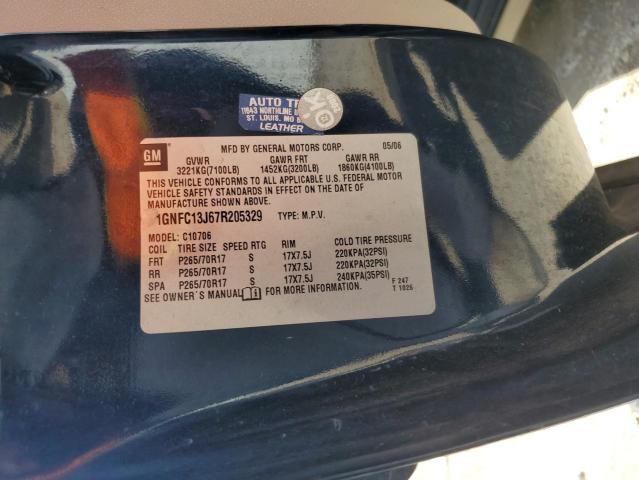 AUTO
11643 NORTHLINE
ST. LOUIS, MO
LEATHER
GM
MFD BY GENERAL MOTORS CORP. 05/06
GVWR GAWR FRT GAWR RR
3221KG(7100LB) 1452KG(3200LB) 1860KG(4100LB)
THIS VEHICLE CONFORMS TO ALL APPLICABLE U.S. FEDERAL MOTOR
VEHICLE SAFETY STANDARDS IN EFFECT ON THE DATE OF
MANUFACTURE SHOWN ABOVE.
1GNFC13J67R205329 TYPE: M.P.V.
MODEL: C10706
COIL TIRE SIZE SPEED RTG RIM COLD TIRE PRESSURE
FRT P265/70R17 S 17X7.5J 220KPA(32PSI)
RR P265/70R17 S 17X7.5J 220KPA(32PSI)
SPA P265/70R17 S 17X7.5J 240KPA(35PSI)
SEE OWNER'S MANUAL FOR MORE INFORMATION.
F 247
T 1026